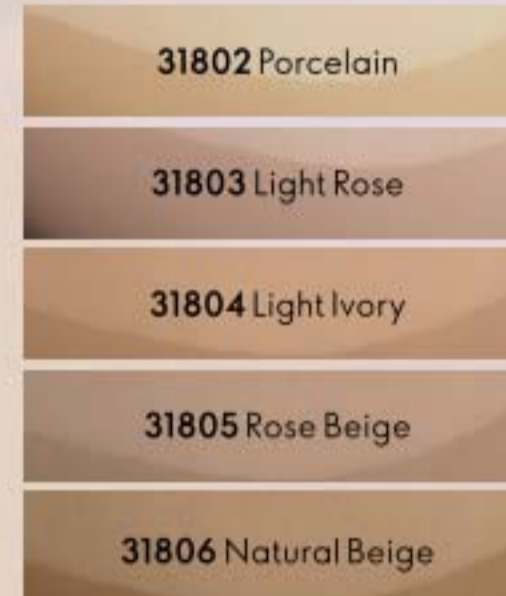 31802 Porcelain
31803 Light Rose
31804 Light Ivory
31805 Rose Beige
31806 Natural Beige